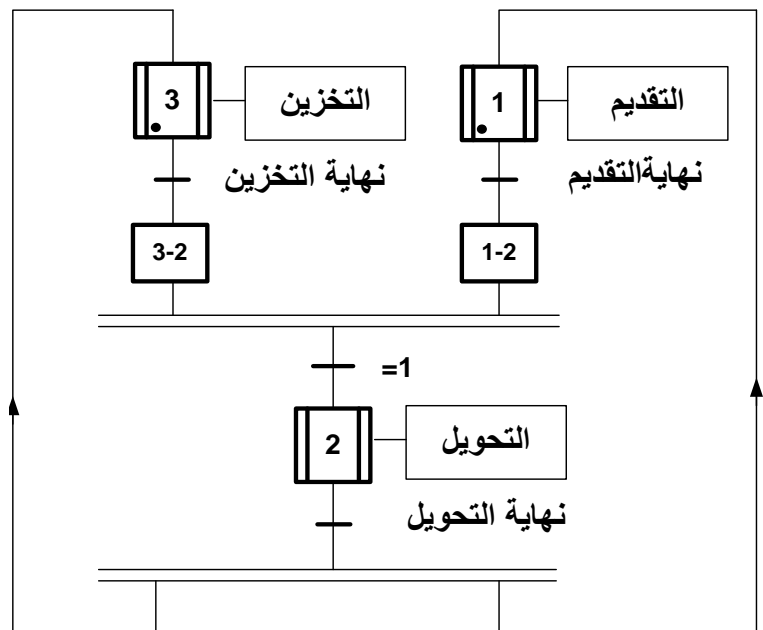 3
التخزين
1
التقديم
نهاية التخزين
نهايةالتقديم
3-2
1-2
=1
2
التحويل
نهاية التحويل